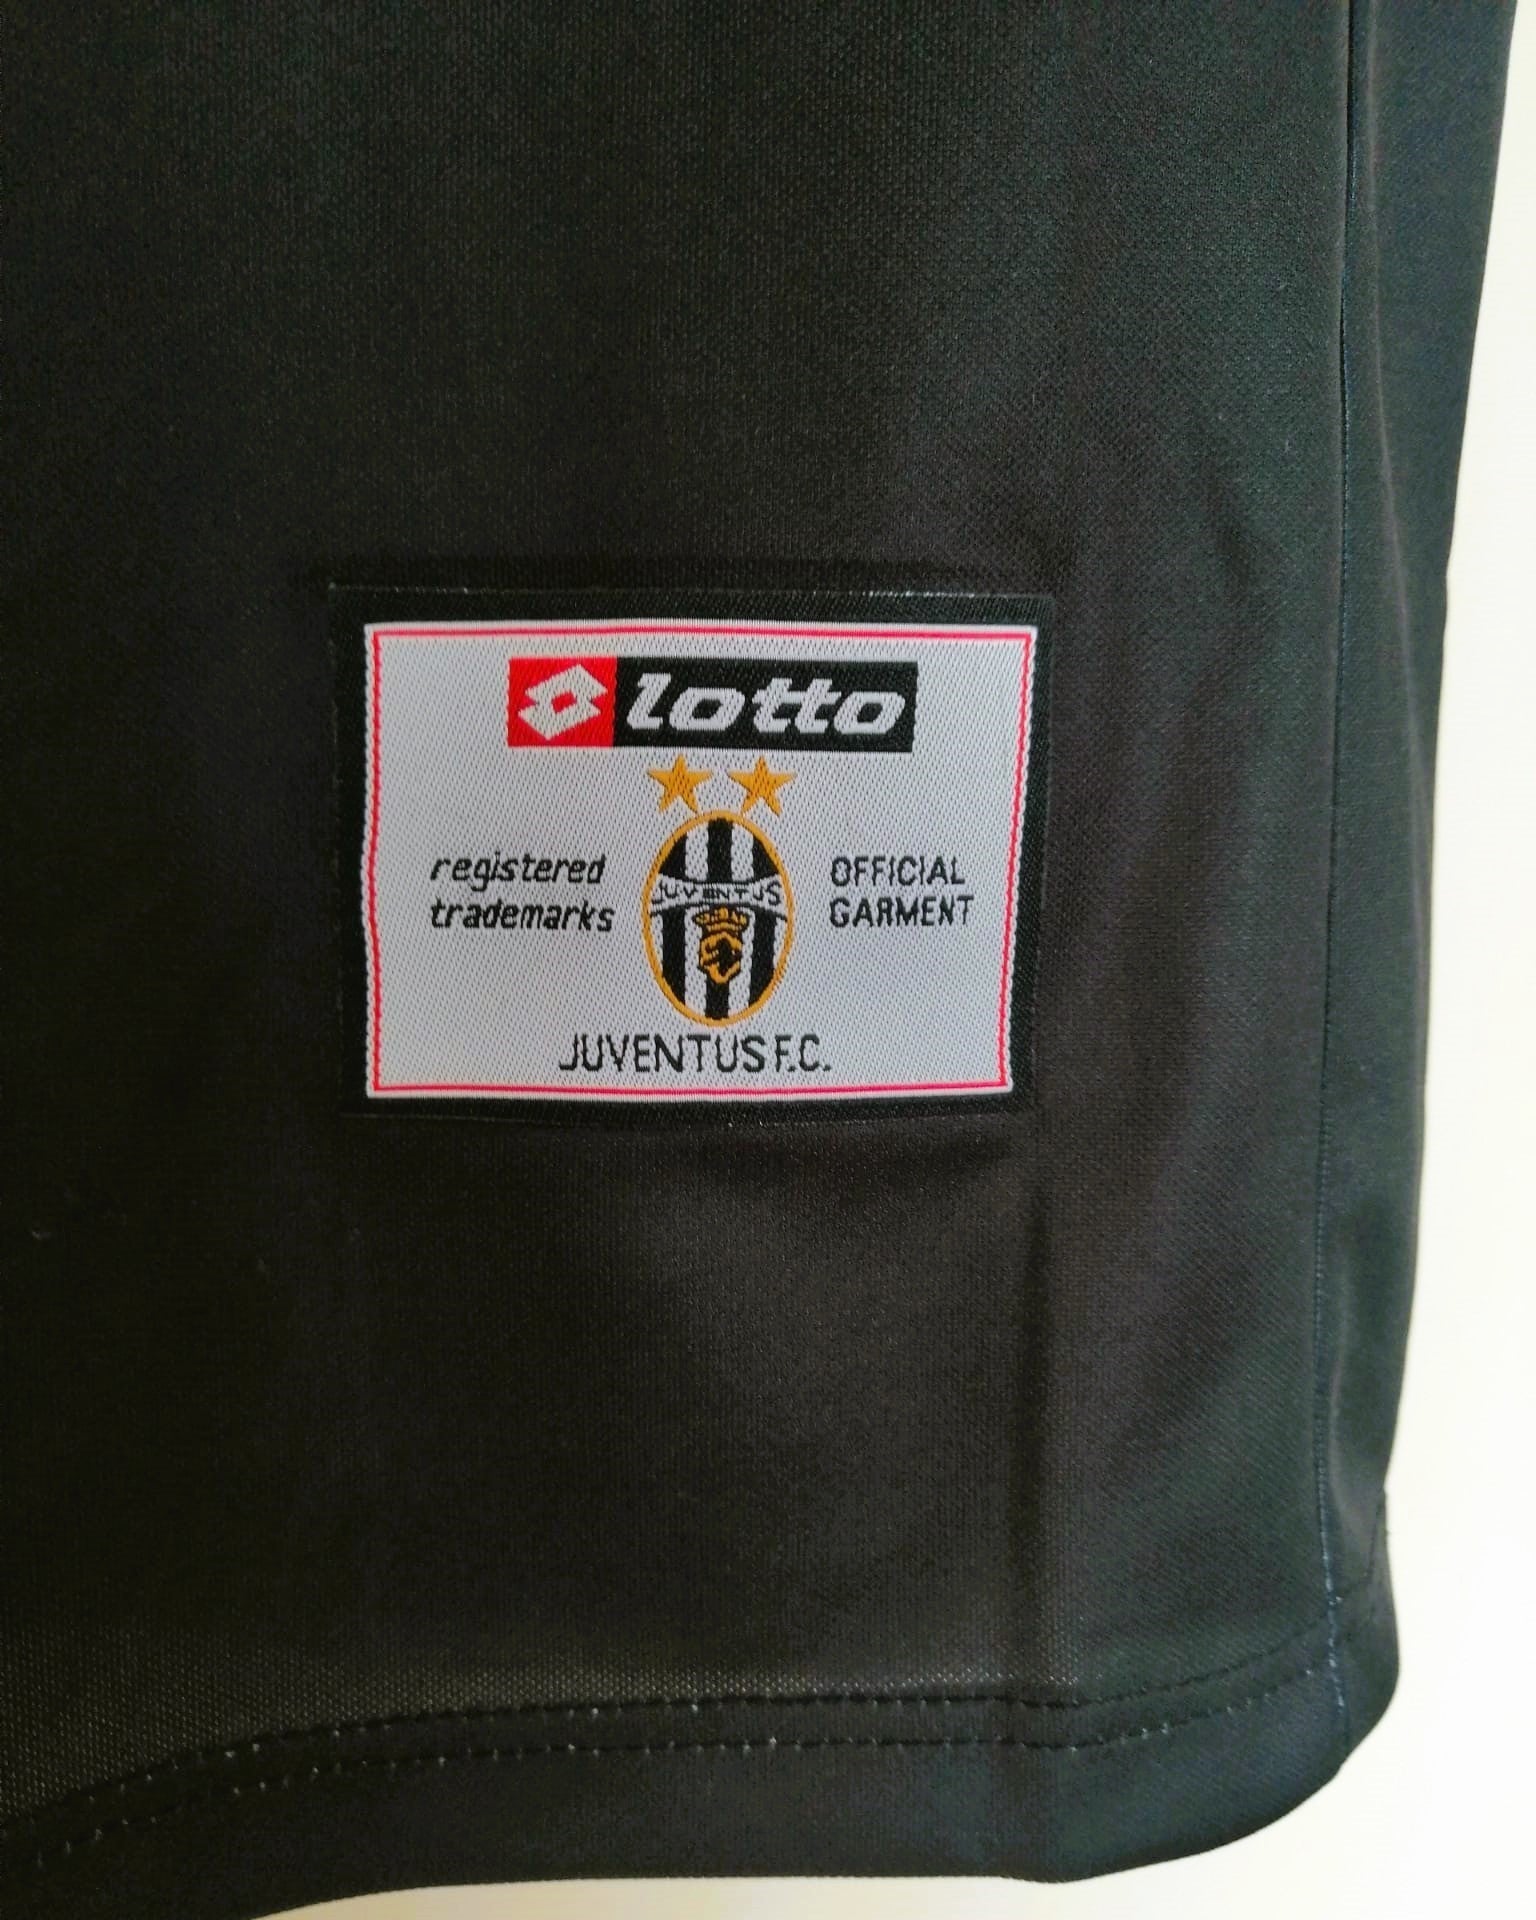 lotto
registered
trademarks
JUVENTUS
OFFICIAL
GARMENT
JUVENTUS F.C.